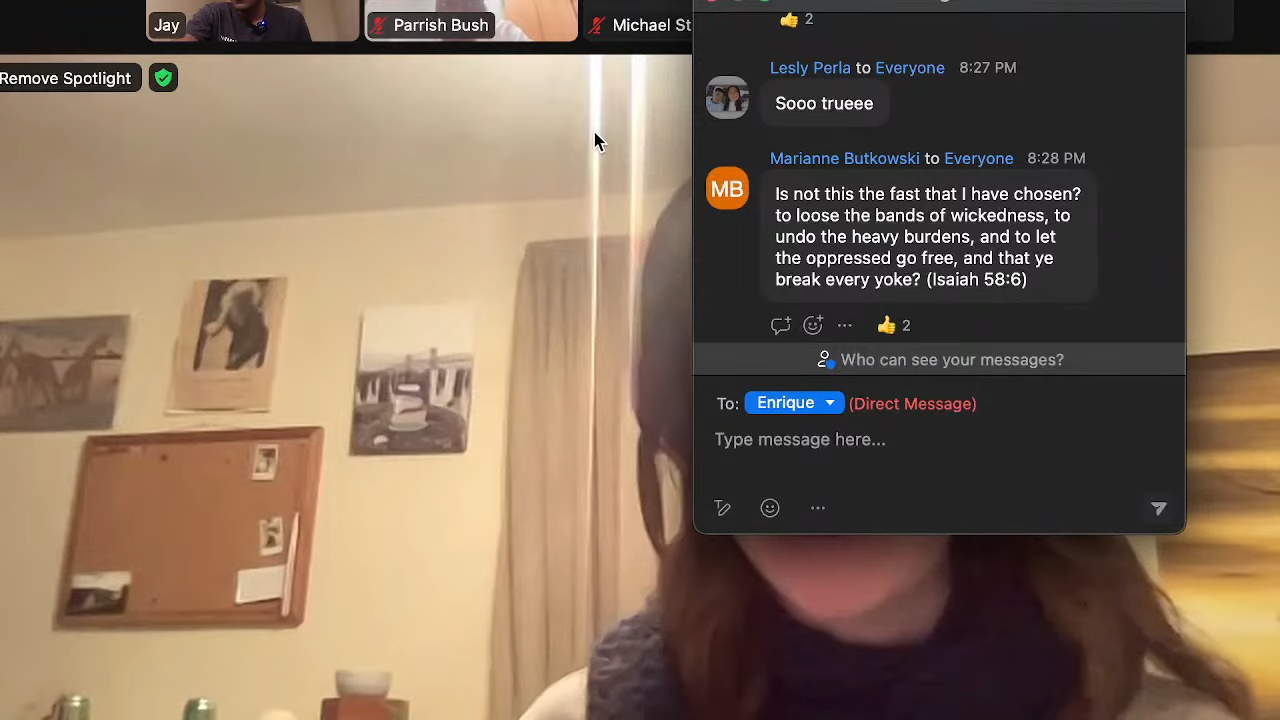 Jay
Parrish Bush
Michael St
Remove Spotlight
👍 2
Lesly Perla to Everyone 8:27 PM
Sooo trueee
Marianne Butkowski to Everyone 8:28 PM
MB
Is not this the fast that I have chosen?
to loose the bands of wickedness, to
undo the heavy burdens, and to let
the oppressed go free, and that ye
break every yoke? (Isaiah 58:6)
👍 2
Who can see your messages?
To: Enrique (Direct Message)
Type message here...